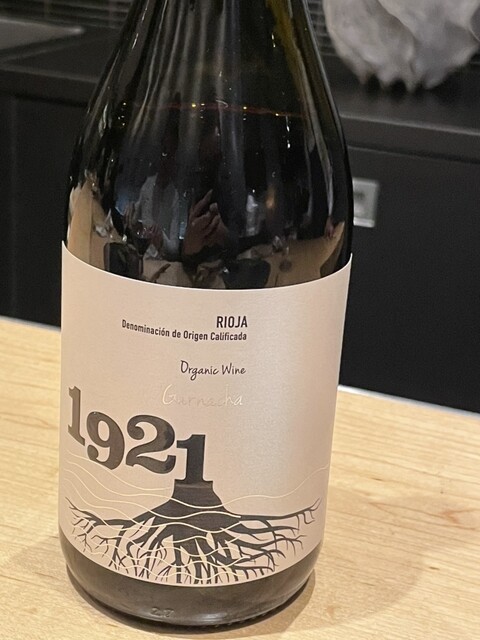 RIOJA
Denominación de Origen Calificada
Organic Wine
Garnacha
1921